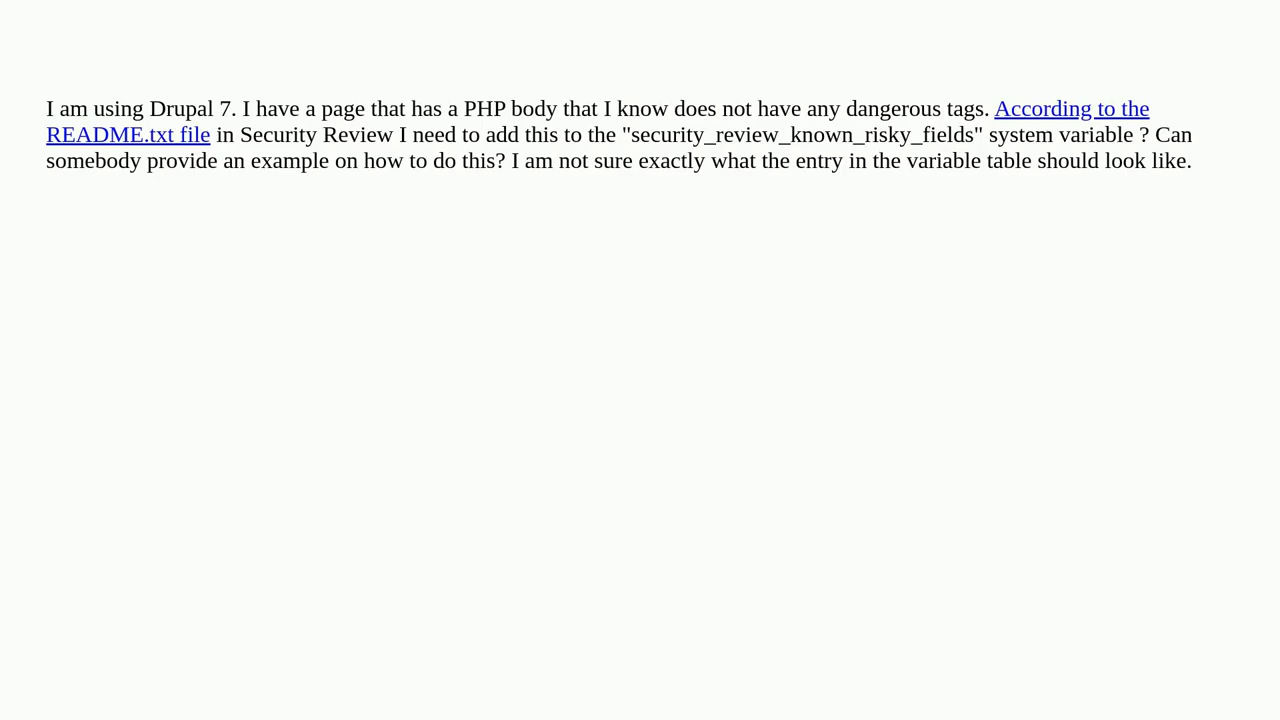 I am using Drupal 7. I have a page that has a PHP body that I know does not have any dangerous tags. According to the
README.txt file in Security Review I need to add this to the "security_review_known_risky_fields" system variable ? Can
somebody provide an example on how to do this? I am not sure exactly what the entry in the variable table should look like.